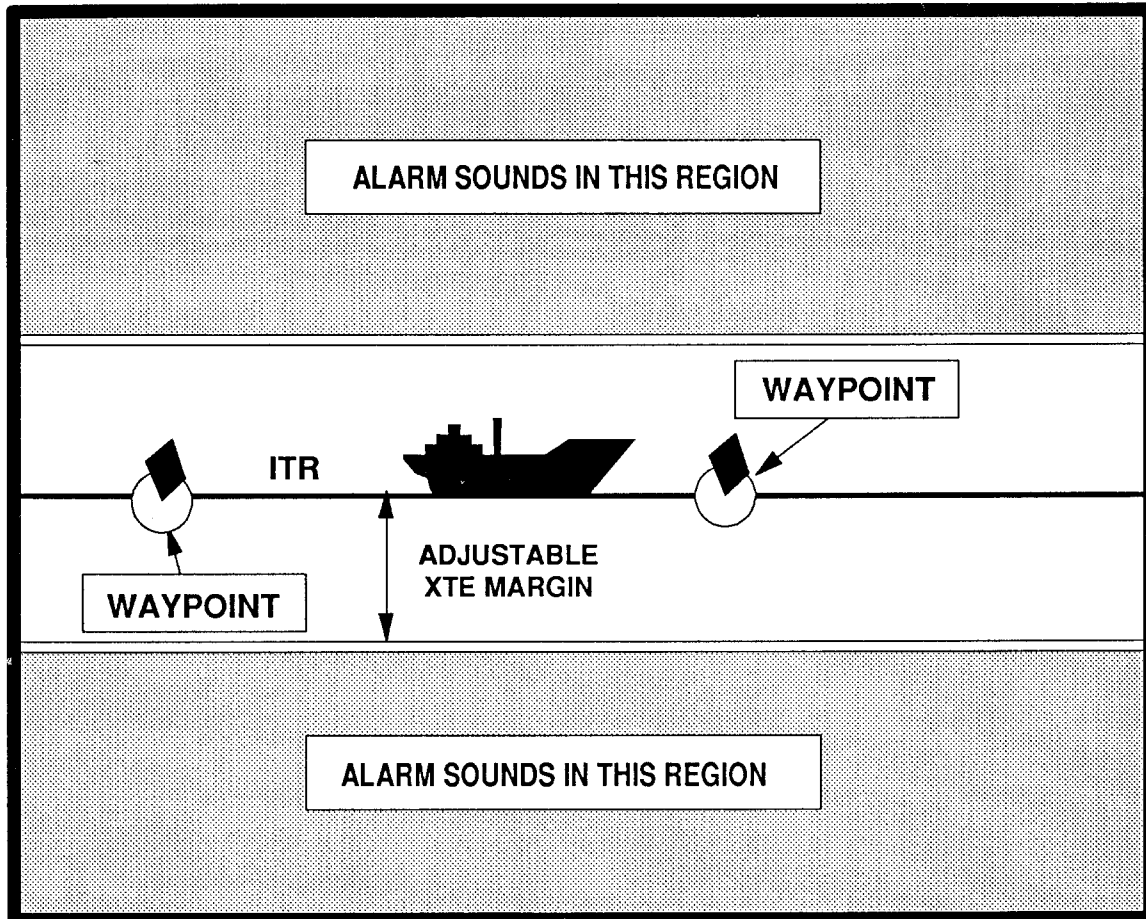 ALARM SOUNDS IN THIS REGION
WAYPOINT
ITR
ADJUSTABLE
XTE MARGIN
WAYPOINT
ALARM SOUNDS IN THIS REGION